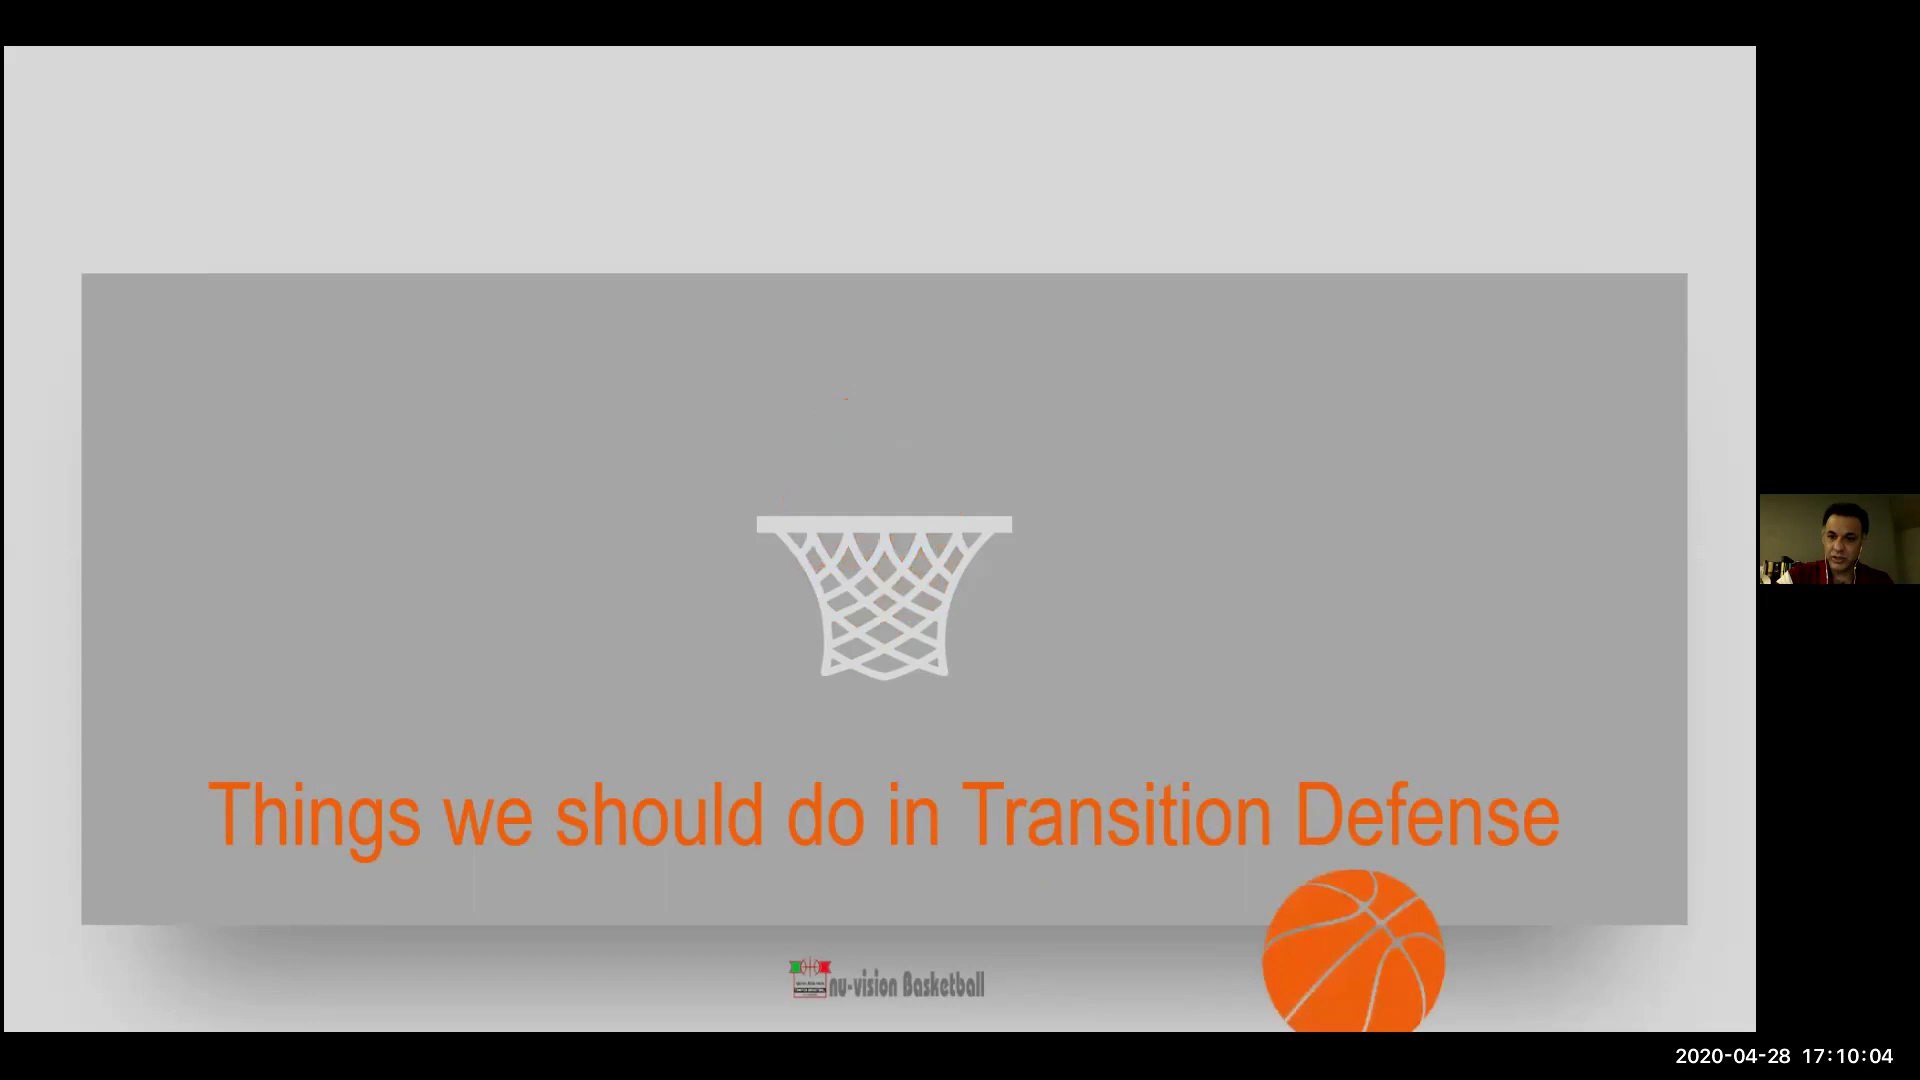 Things we should do in Transition Defense
nu-vision Basketball
2020-04-28 17:10:04